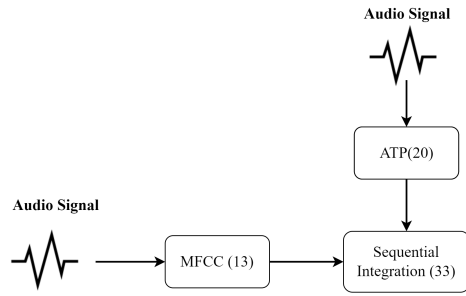 Audio Signal
ATP(20)
Audio Signal
MFCC (13)
Sequential
Integration (33)